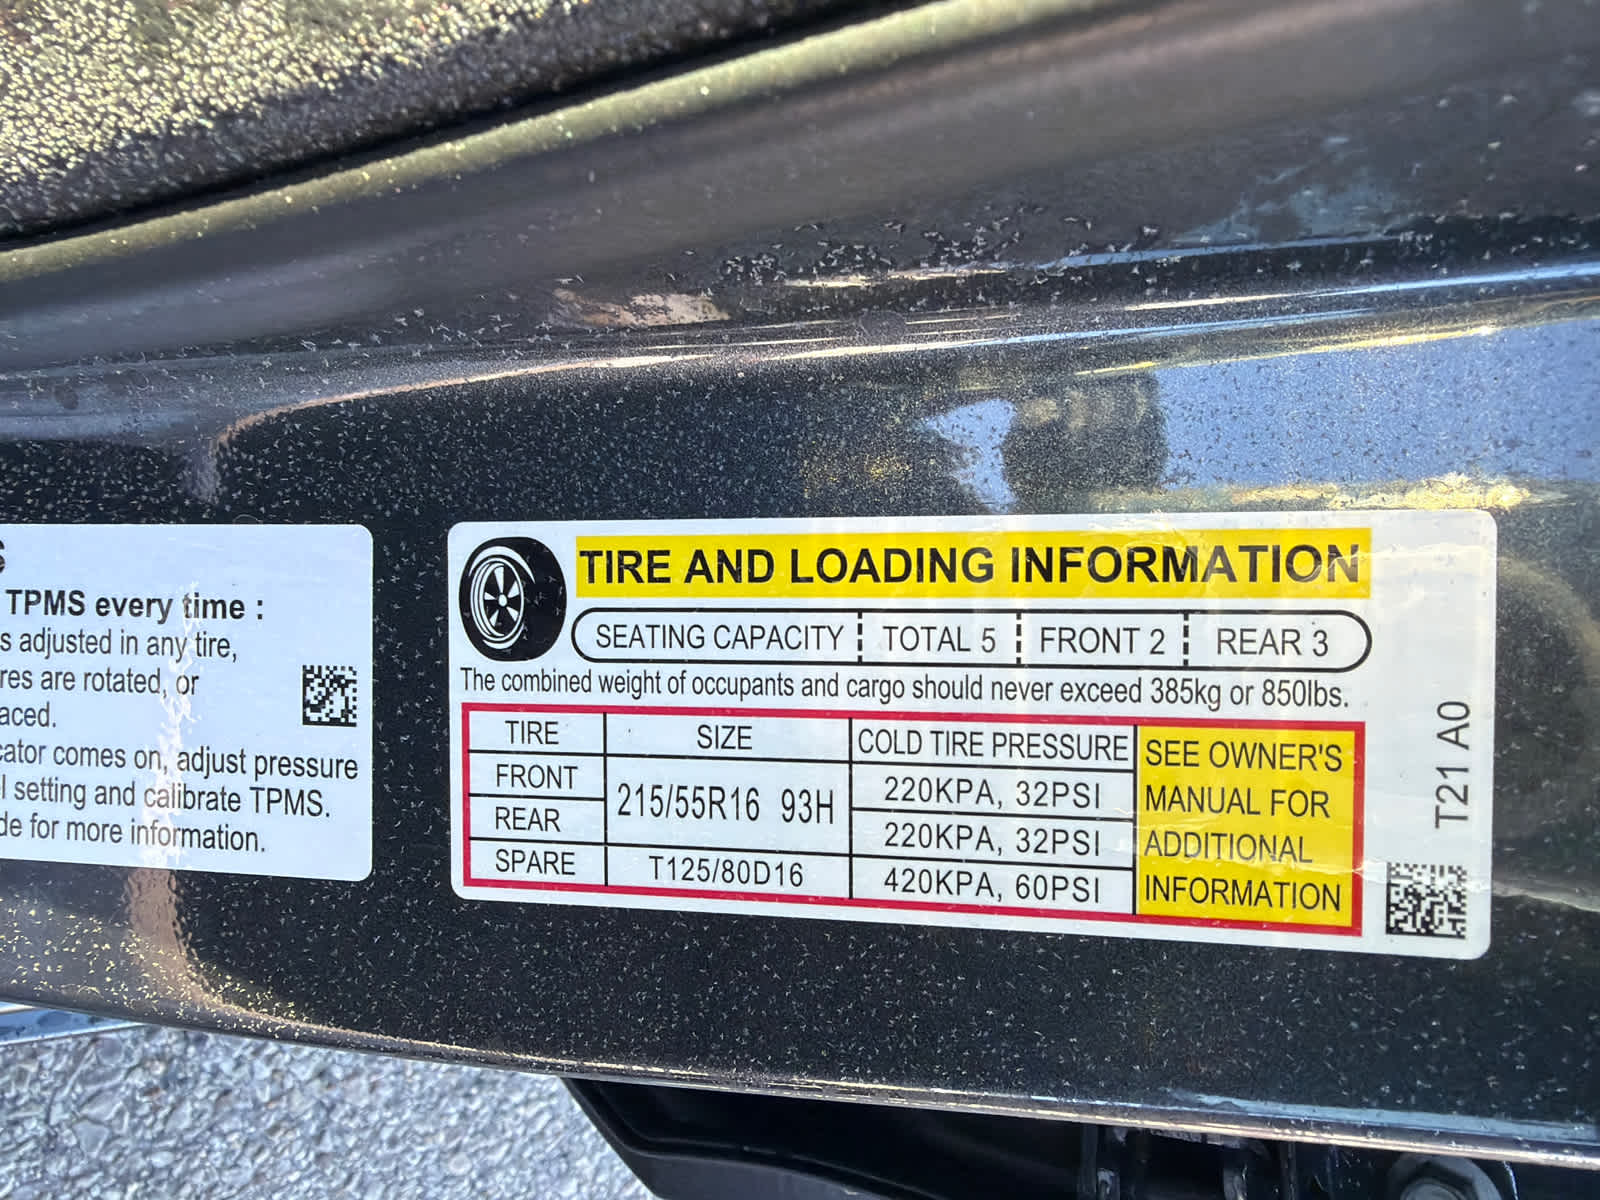 S
TPMS every time :
s adjusted in any tire,
res are rotated, or
aced.
cator comes on, adjust pressure
l setting and calibrate TPMS.
de for more information.
TIRE AND LOADING INFORMATION
SEATING CAPACITY TOTAL 5 FRONT 2 REAR 3
The combined weight of occupants and cargo should never exceed 385kg or 850lbs.
TIRE SIZE COLD TIRE PRESSURE
FRONT 215/55R16 93H 220KPA, 32PSI
REAR 220KPA, 32PSI
SPARE T125/80D16 420KPA, 60PSI
SEE OWNER'S
MANUAL FOR
ADDITIONAL
INFORMATION
T21 A0